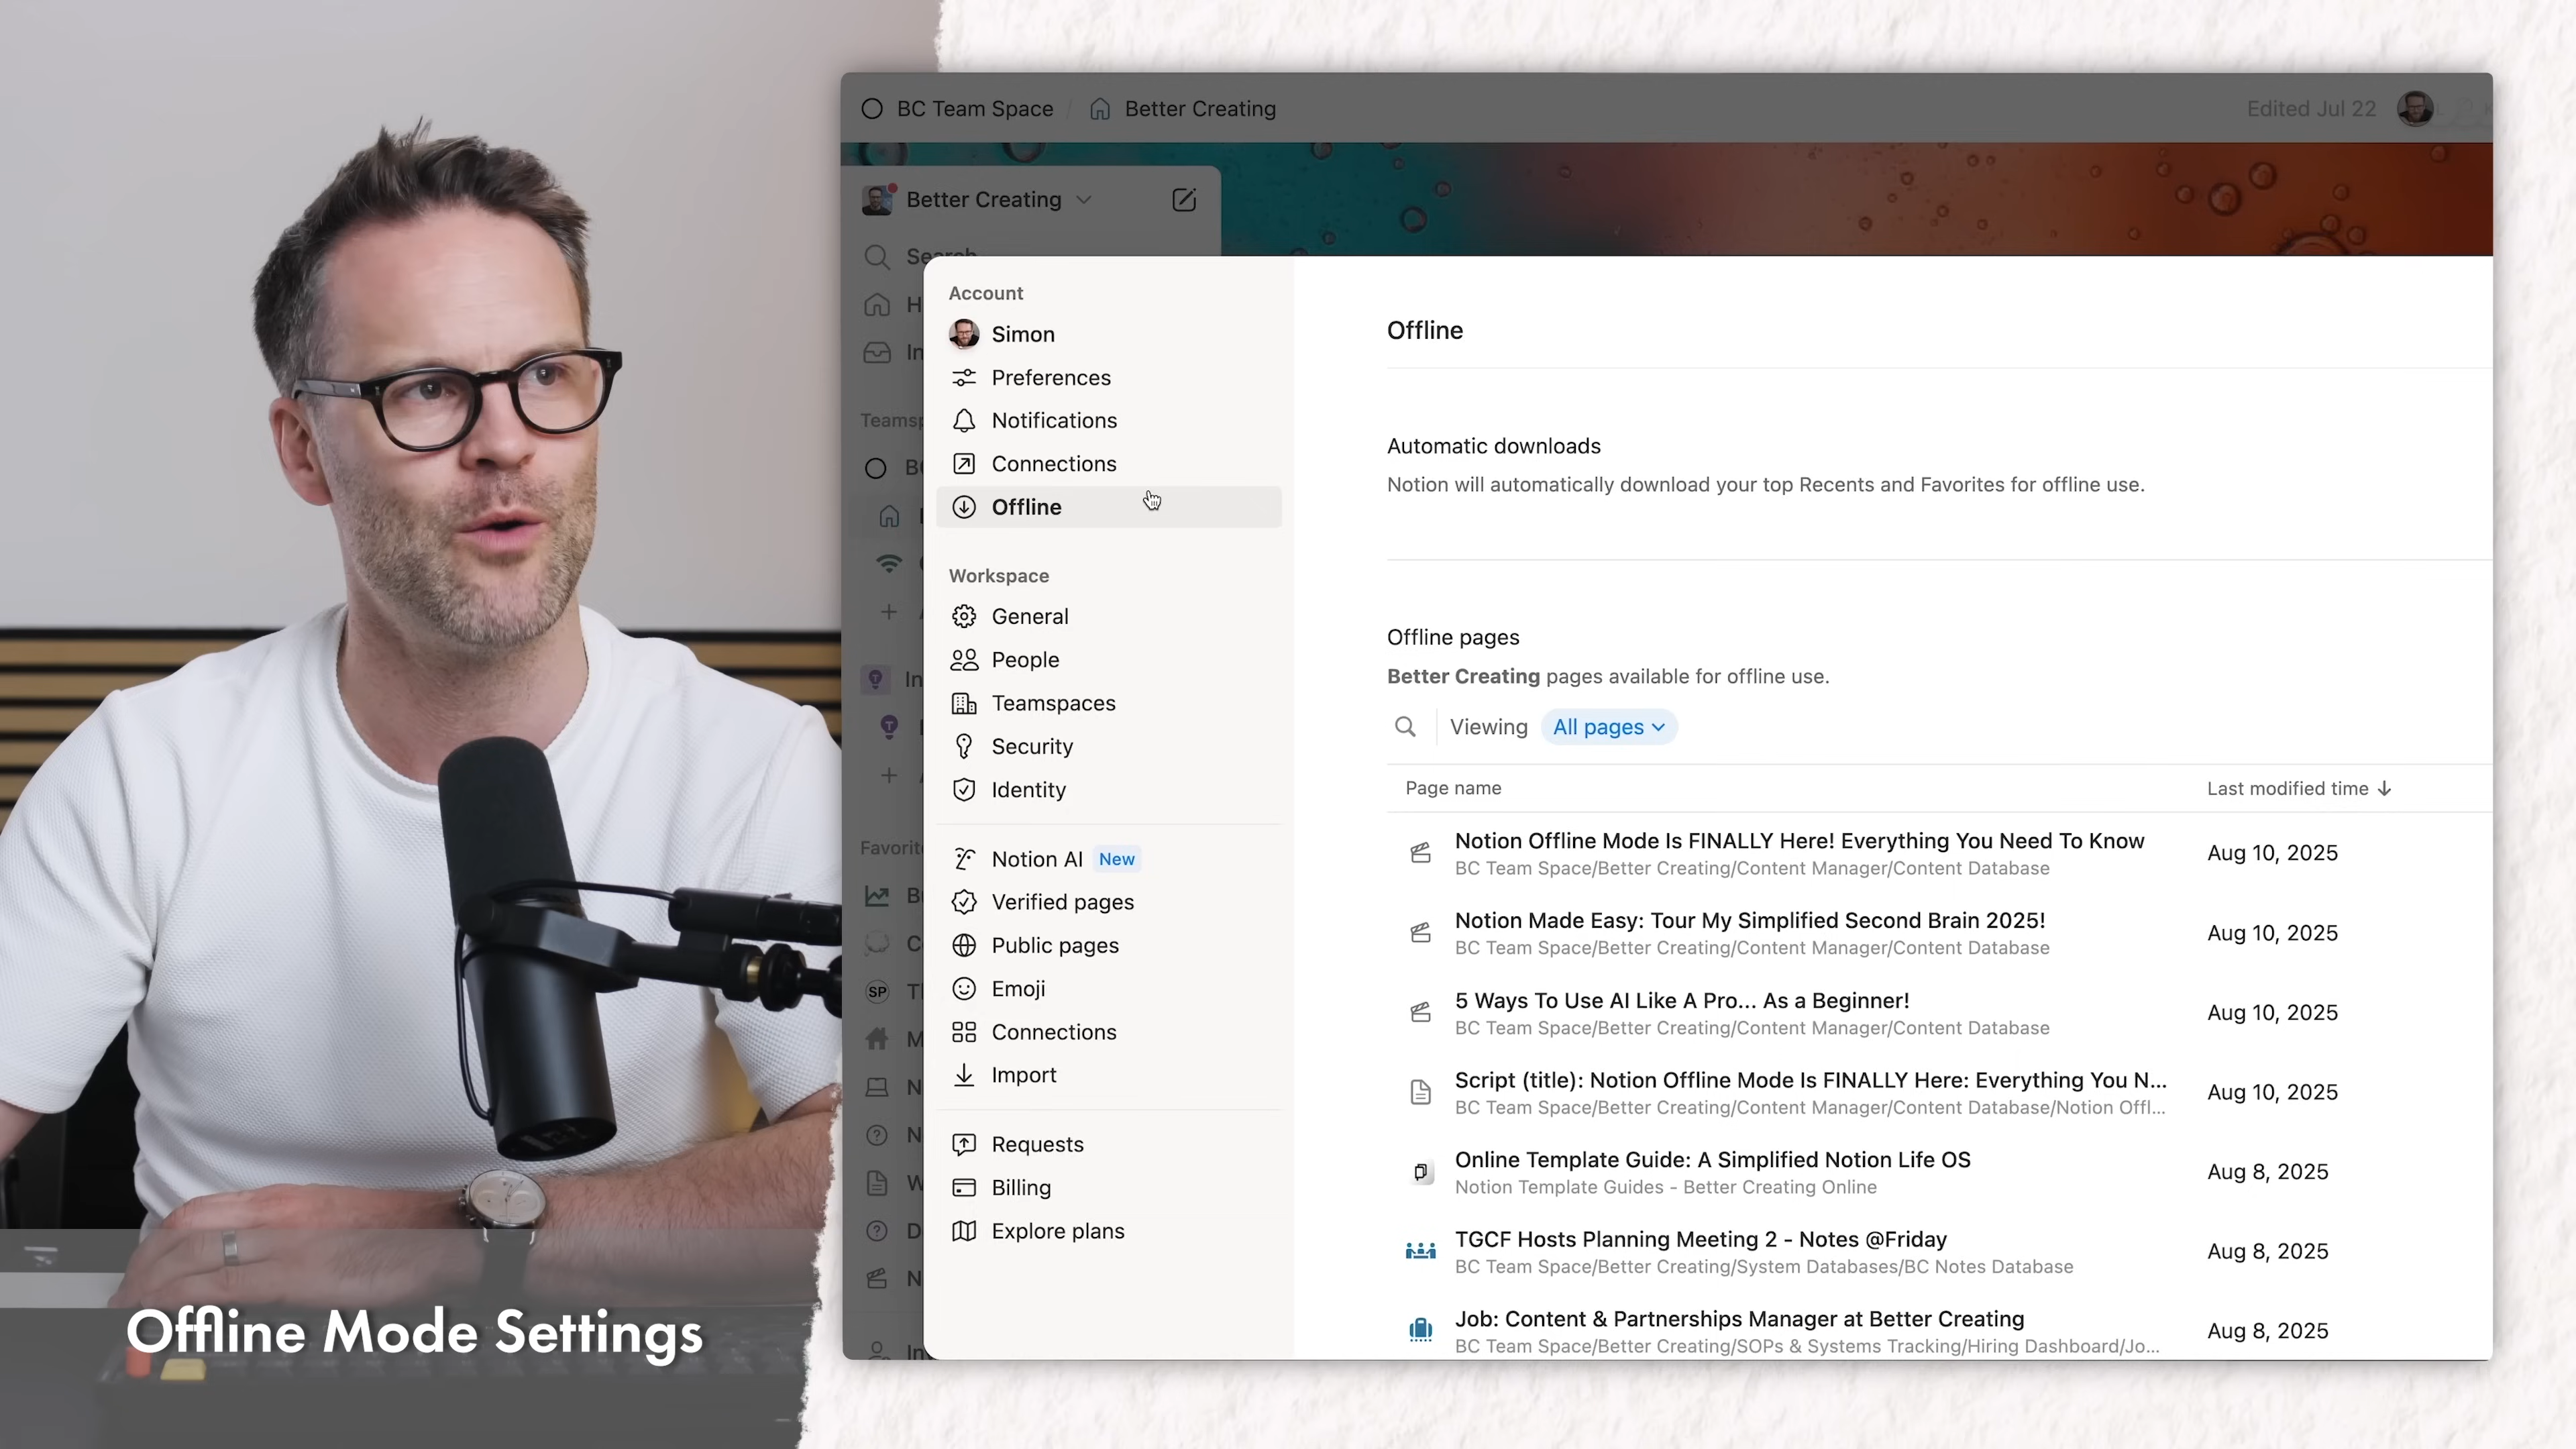 BC Team Space / Better Creating
Edited Jul 22
Better Creating
Search
Account
Simon
Preferences
Notifications
Connections
Offline
Workspace
General
People
Teamspaces
Security
Identity
Notion AI New
Verified pages
Public pages
Emoji
Connections
Import
Requests
Billing
Explore plans
SP
Offline
Automatic downloads
Notion will automatically download your top Recents and Favorites for offline use.
Offline pages
Better Creating pages available for offline use.
Viewing All pages
Page name Last modified time
Notion Offline Mode Is FINALLY Here! Everything You Need To Know
BC Team Space/Better Creating/Content Manager/Content Database
Aug 10, 2025
Notion Made Easy: Tour My Simplified Second Brain 2025!
BC Team Space/Better Creating/Content Manager/Content Database
Aug 10, 2025
5 Ways To Use AI Like A Pro... As a Beginner!
BC Team Space/Better Creating/Content Manager/Content Database
Aug 10, 2025
Script (title): Notion Offline Mode Is FINALLY Here: Everything You N...
BC Team Space/Better Creating/Content Manager/Content Database/Notion Offl...
Aug 10, 2025
Online Template Guide: A Simplified Notion Life OS
Notion Template Guides - Better Creating Online
Aug 8, 2025
TGCF Hosts Planning Meeting 2 - Notes @Friday
BC Team Space/Better Creating/System Databases/BC Notes Database
Aug 8, 2025
Job: Content & Partnerships Manager at Better Creating
BC Team Space/Better Creating/SOPs & Systems Tracking/Hiring Dashboard/Jo...
Aug 8, 2025
Offline Mode Settings